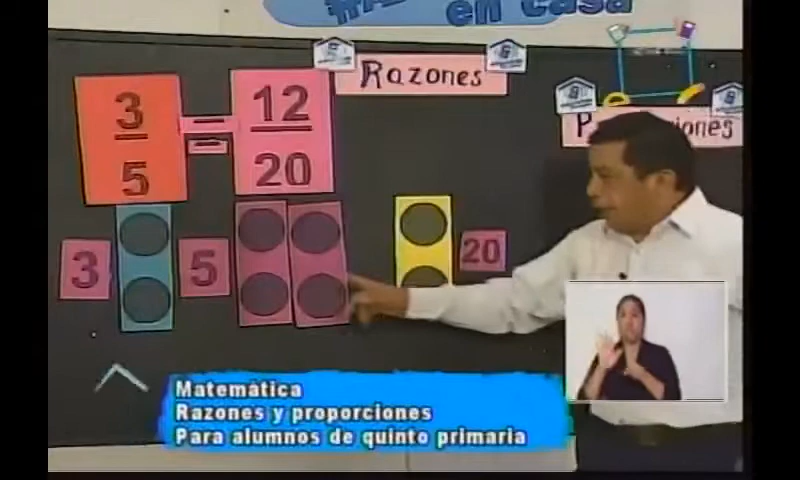 en casa
Razones
3
5
=
12
20
3
5
20
Matemática
Razones y proporciones
Para alumnos de quinto primaria